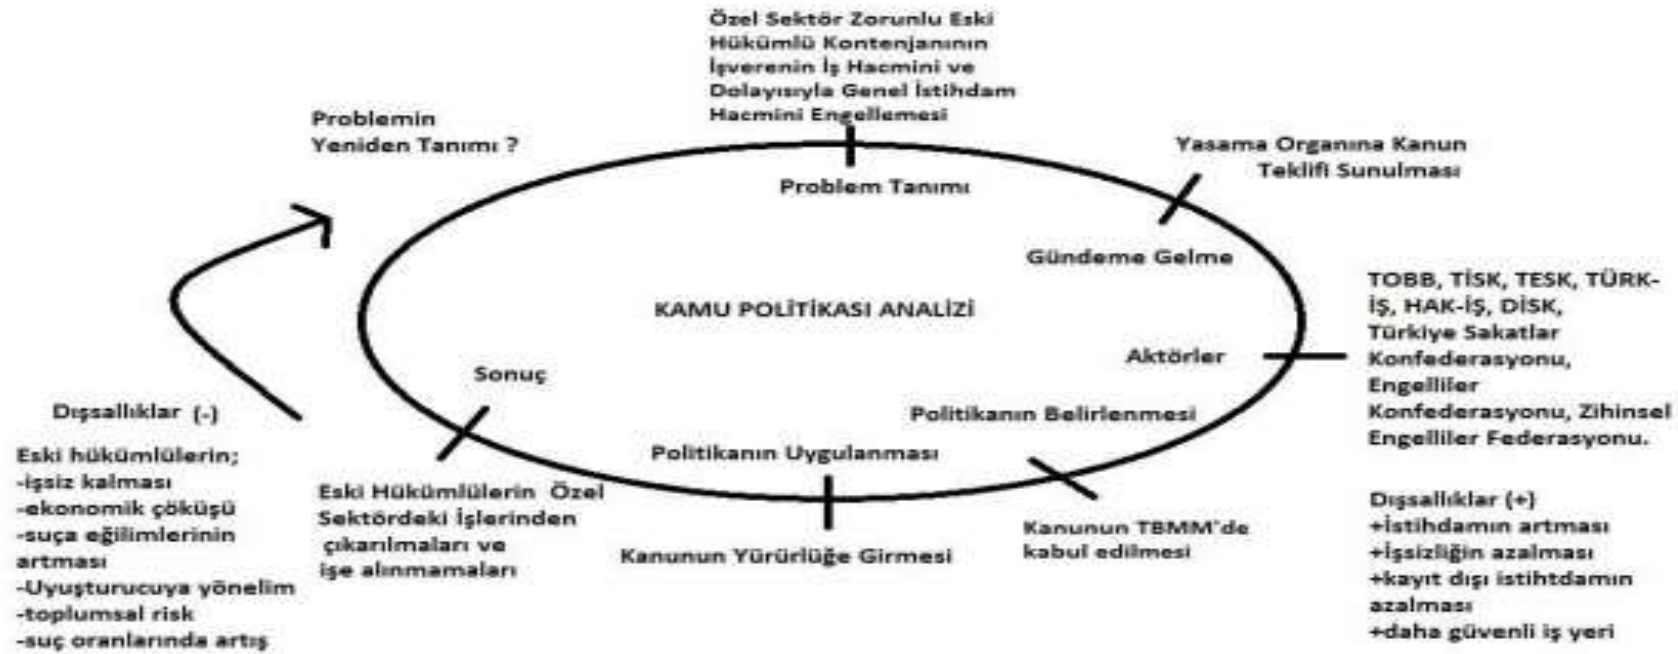 Özel Sektör Zorunlu Eski
Hükümlü Kontenjanının
İşverenin İş Hacmini ve
Dolayısıyla Genel İstihdam
Hacmini Engellemesi
Problemin
Yeniden Tanımı ?
Yasama Organına Kanun
Teklifi Sunulması
Problem Tanımı
Gündeme Gelme
KAMU POLİTİKASI ANALİZİ
TOBB, TİSK, TESK, TÜRK-
İŞ, HAK-İŞ, DİSK,
Türkiye Sakatlar
Konfederasyonu,
Engelliler
Konfederasyonu, Zihinsel
Engelliler Federasyonu.
Aktörler
Sonuç
Politikanın Belirlenmesi
Politikanın Uygulanması
Dışsallıklar (-)
Eski hükümlülerin;
-işsiz kalması
-ekonomik çöküşü
-suça eğilimlerinin
artması
-Uyuşturucuya yönelim
-toplumsal risk
-suç oranlarında artış
Eski Hükümlülerin Özel
Sektördeki İşlerinden
çıkarılmaları ve
işe alınmamaları
Kanunun Yürürlüğe Girmesi
Kanunun TBMM'de
kabul edilmesi
Dışsallıklar (+)
+İstihdamın artması
+İşsizliğin azalması
+kayıt dışı istihtdamın
azalması
+daha güvenli iş yeri